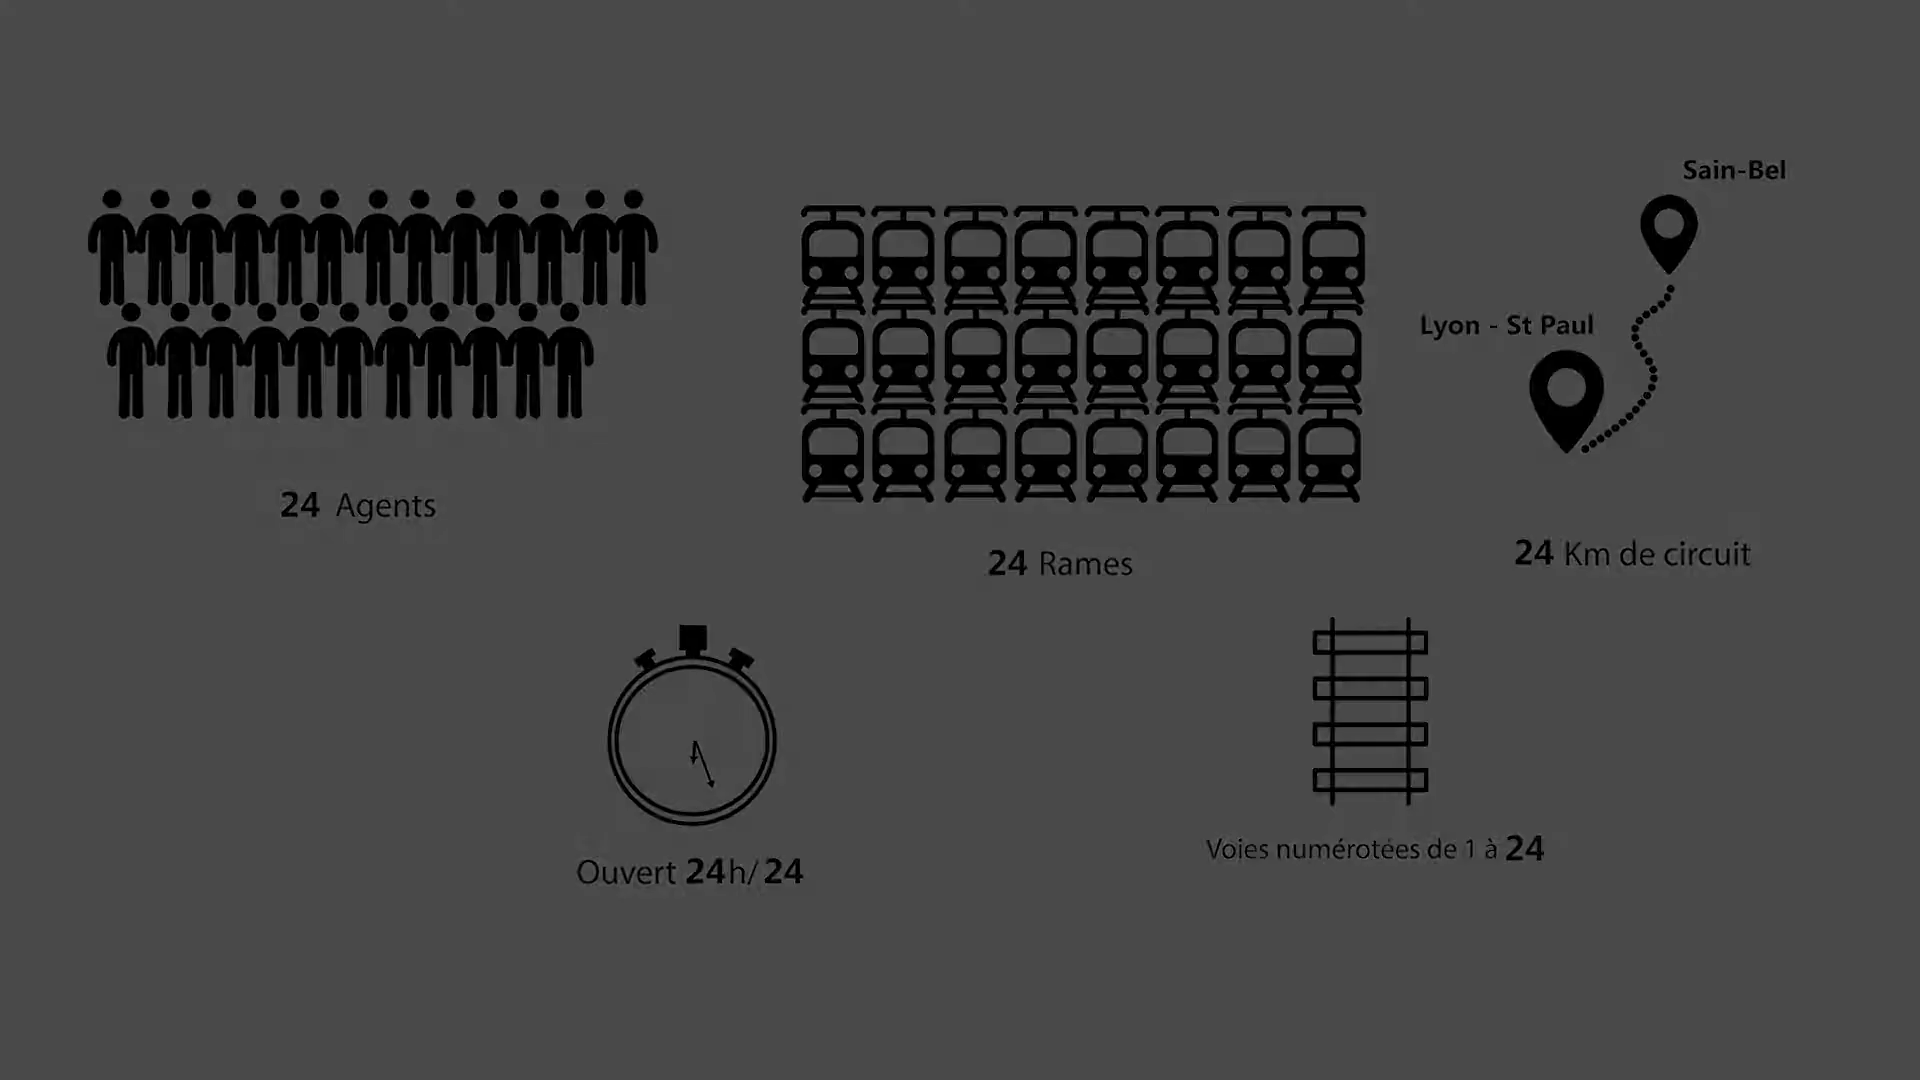 Sain-Bel
Lyon - St Paul
24 Agents
24 Rames
24 Km de circuit
Ouvert 24h/24
Voies numérotées de 1 à 24